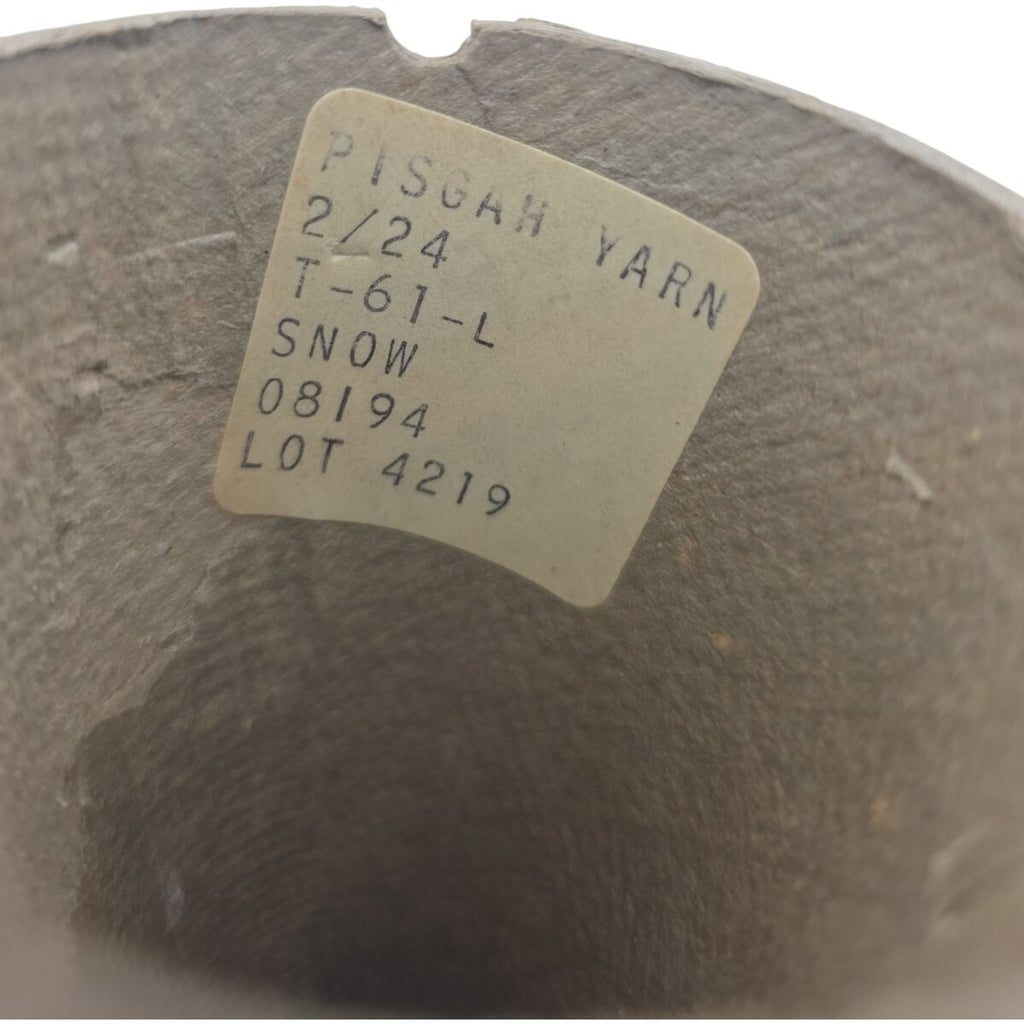 PISGAH YARN
2/24
T-61-L
SNOW
08194
LOT 4219